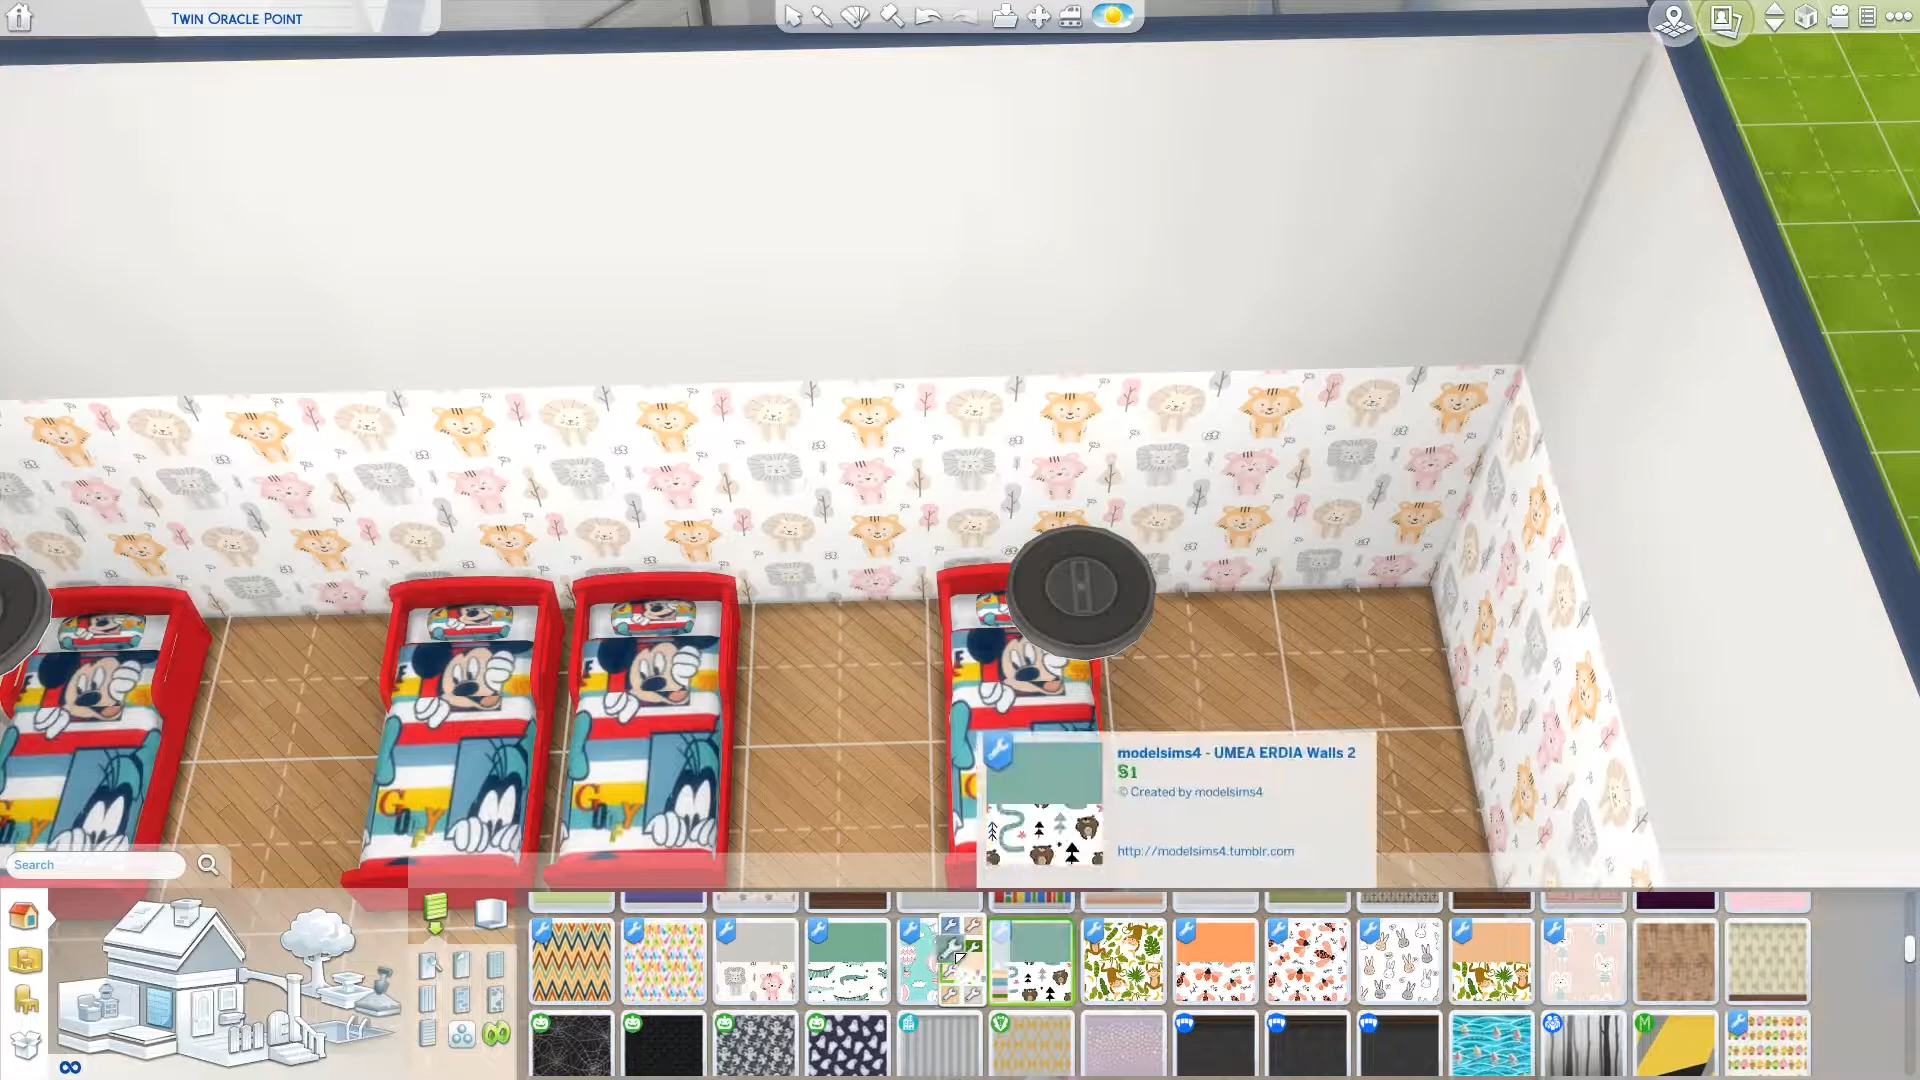 Twin Oracle Point
modelsims4 - UMEA ERDIA Walls 2
§1
© Created by modelsims4
http://modelsims4.tumblr.com
Search